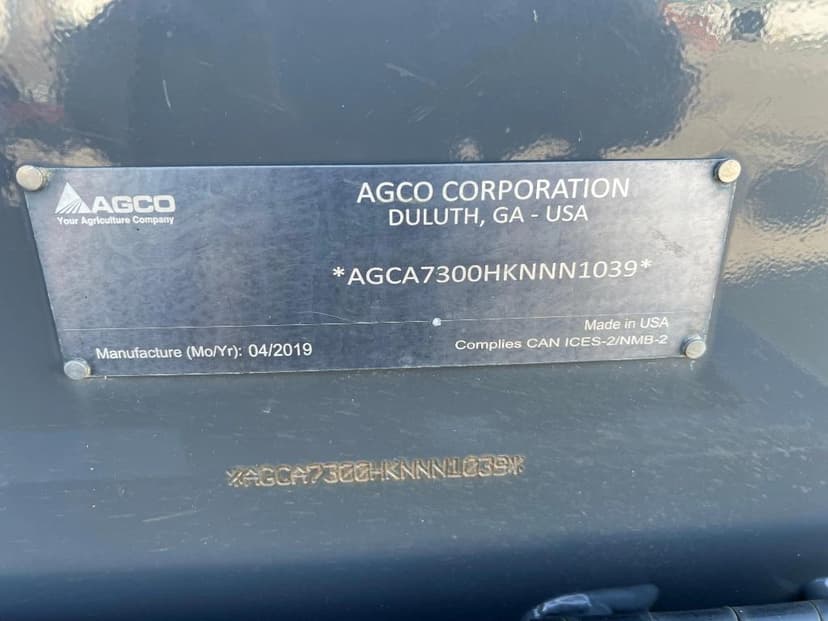 AGCO
Your Agriculture Company
AGCO CORPORATION
DULUTH, GA - USA
*AGCA7300HKNNN1039*
Made in USA
Manufacture (Mo/Yr): 04/2019
Complies CAN ICES-2/NMB-2
*AGCA7300HKNNN1039*